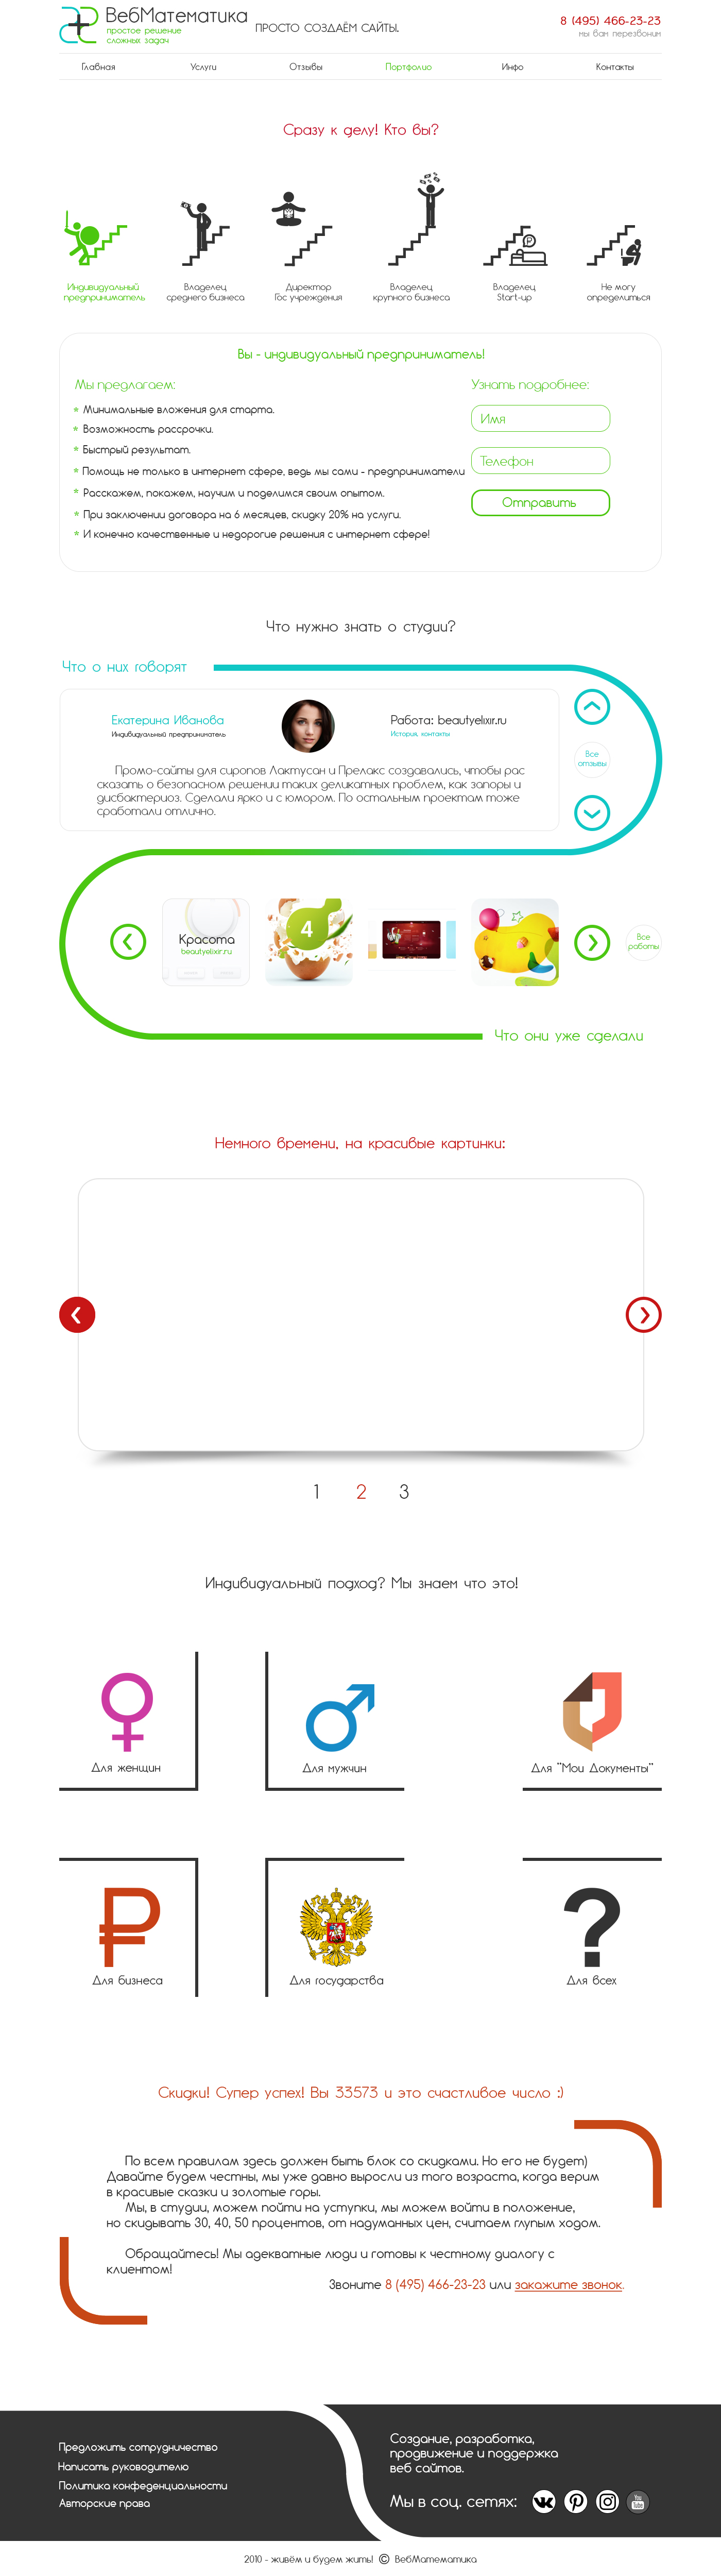 ВебМатематика
простое решение
сложных задач
ПРОСТО СОЗДАЁМ САЙТЫ.
8 (495) 466-23-23
мы вам перезвоним
Главная Услуги Отзывы Портфолио Инфо Контакты
Сразу к делу! Кто вы?
Индивидуальный
предприниматель
Владелец
среднего бизнеса
Директор
Гос учреждения
Владелец
крупного бизнеса
Владелец
Start-up
Не могу
определиться
Вы - индивидуальный предприниматель!
Мы предлагаем:
* Минимальные вложения для старта.
* Возможность рассрочки.
* Быстрый результат.
* Помощь не только в интернет сфере, ведь мы сами - предприниматели
* Расскажем, покажем, научим и поделимся своим опытом.
* При заключении договора на 6 месяцев, скидку 20% на услуги.
* И конечно качественные и недорогие решения с интернет сфере!
Узнать подробнее:
Имя
Телефон
Отправить
Что нужно знать о студии?
Что о них говорят
Екатерина Иванова
Индивидуальный предприниматель
Работа: beautyelixir.ru
История, контакты
Промо-сайты для сиропов Лактусан и Прелакс создавались, чтобы рас
сказать о безопасном решении таких деликатных проблем, как запоры и
дисбактериоз. Сделали ярко и с юмором. По остальным проектам тоже
сработали отлично.
Все
отзывы
Красота
beautyelixir.ru
4
Все
работы
Что они уже сделали
Немного времени, на красивые картинки:
1 2 3
Индивидуальный подход? Мы знаем что это!
Для женщин
Для мужчин
Для "Мои Документы"
Для бизнеса
Для государства
?
Для всех
Скидки! Супер успех! Вы 33573 и это счастливое число :)
По всем правилам здесь должен быть блок со скидками. Но его не будет)
Давайте будем честны, мы уже давно выросли из того возраста, когда верим
в красивые сказки и золотые горы.
Мы, в студии, можем пойти на уступки, мы можем войти в положение,
но скидывать 30, 40, 50 процентов, от надуманных цен, считаем глупым ходом.
Обращайтесь! Мы адекватные люди и готовы к честному диалогу с
клиентом!
Звоните 8 (495) 466-23-23 или закажите звонок.
Предложить сотрудничество
Написать руководителю
Политика конфеденциальности
Авторские права
Создание, разработка,
продвижение и поддержка
веб сайтов.
Мы в соц. сетях:
You
Tube
2010 - живём и будем жить! © ВебМатематика